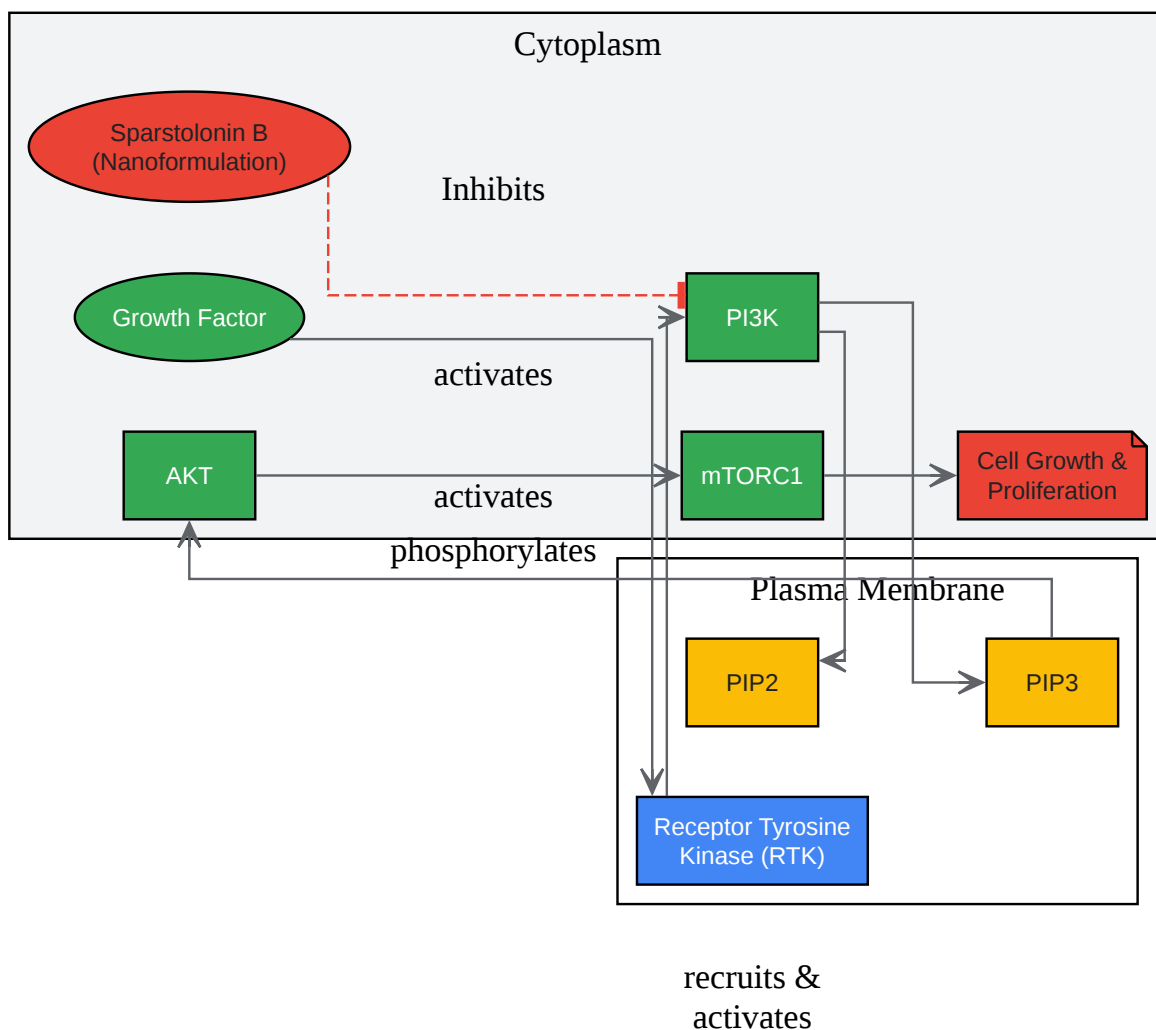 Cytoplasm
Sparstolonin B
(Nanoformulation)
Inhibits
Growth Factor
PI3K
activates
AKT
mTORC1
Cell Growth &
Proliferation
activates
phosphorylates
Plasma Membrane
PIP2
PIP3
Receptor Tyrosine
Kinase (RTK)
recruits &
activates